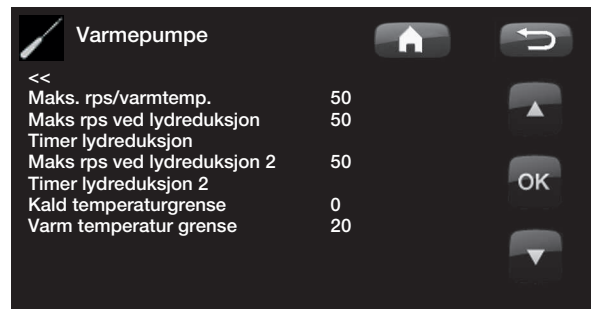 Varmepumpe
<<
Maks. rps/varmtemp. 50
Maks rps ved lydreduksjon 50
Timer lydreduksjon
Maks rps ved lydreduksjon 2 50
Timer lydreduksjon 2
Kald temperaturgrense 0
Varm temperatur grense 20
OK